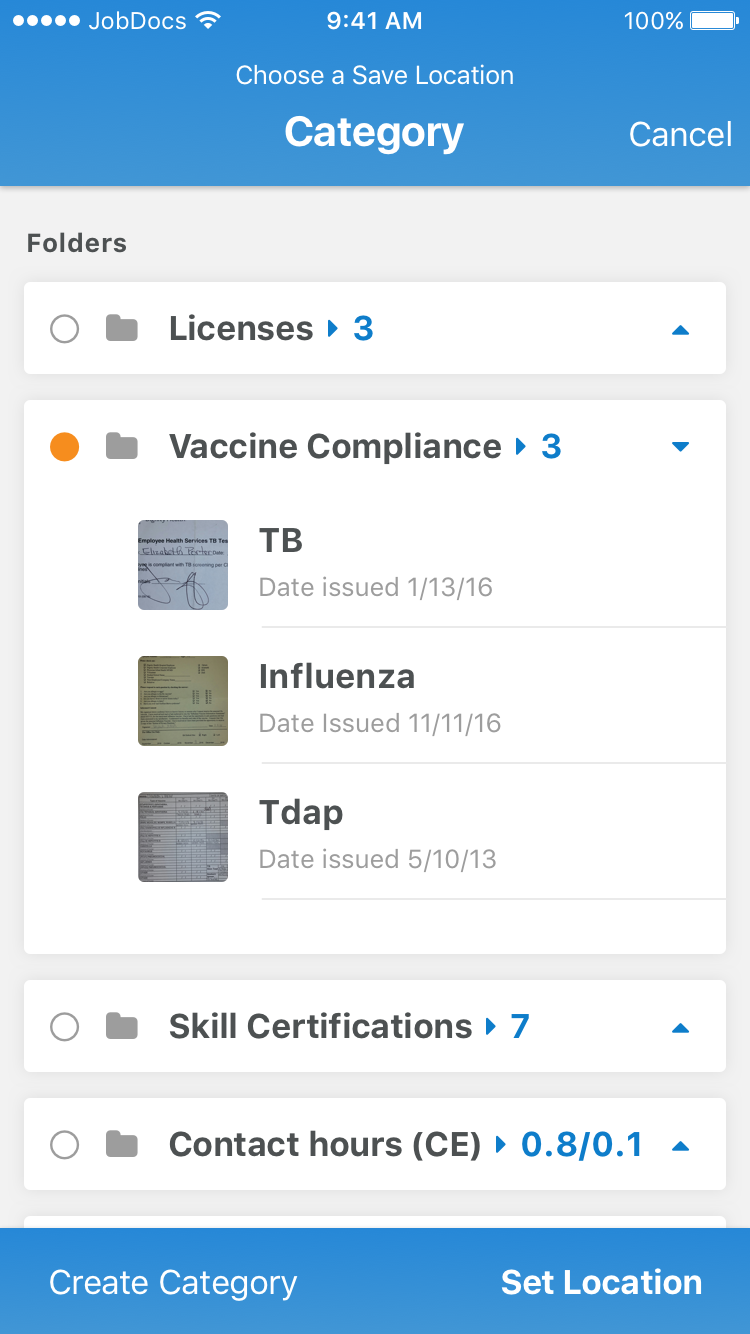 JobDocs 9:41 AM 100%
Choose a Save Location
Category
Cancel
Folders
Licenses 3
Vaccine Compliance 3
Employee Health Services TB Tes
Elizabeth Porter Date:
is compliant with TB screening per
TB
Date issued 1/13/16
Influenza
Date Issued 11/11/16
Tdap
Date issued 5/10/13
Skill Certifications 7
Contact hours (CE) 0.8/0.1
Create Category
Set Location